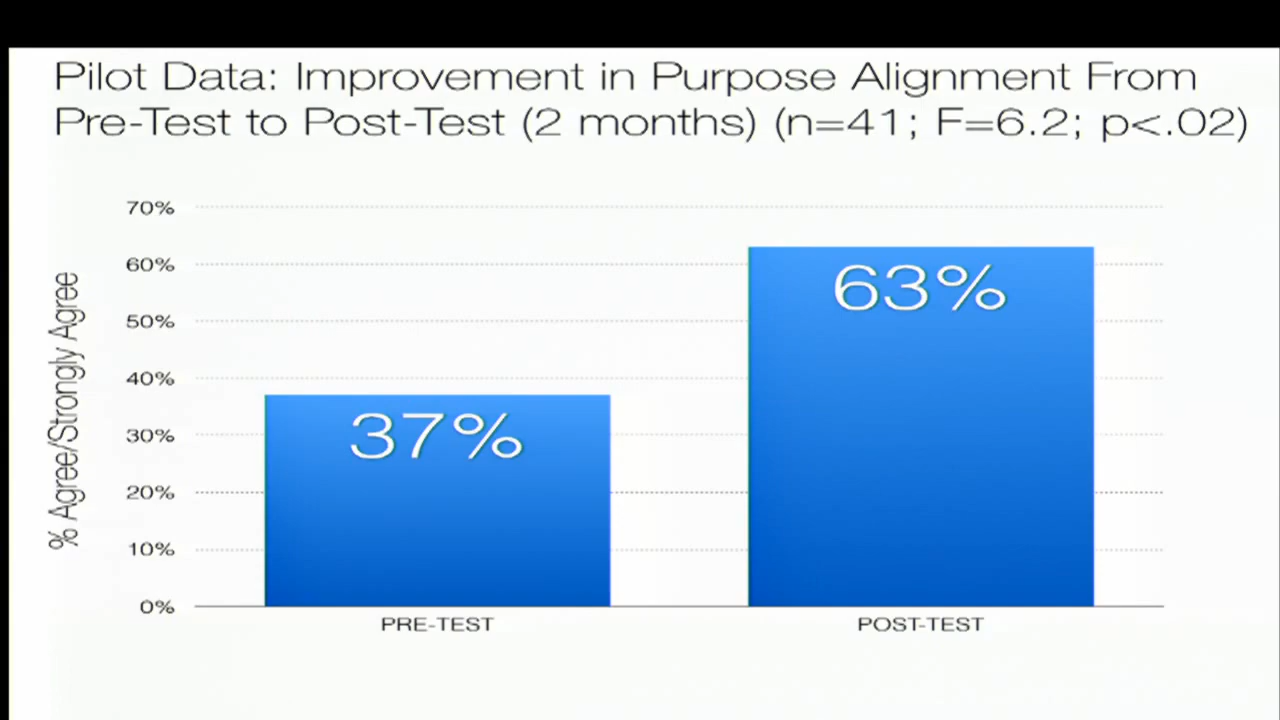 Pilot Data: Improvement in Purpose Alignment From
Pre-Test to Post-Test (2 months) (n=41; F=6.2; p<.02)
% Agree/Strongly Agree
70%
60%
50%
40%
30%
20%
10%
0%
37%
63%
PRE-TEST
POST-TEST